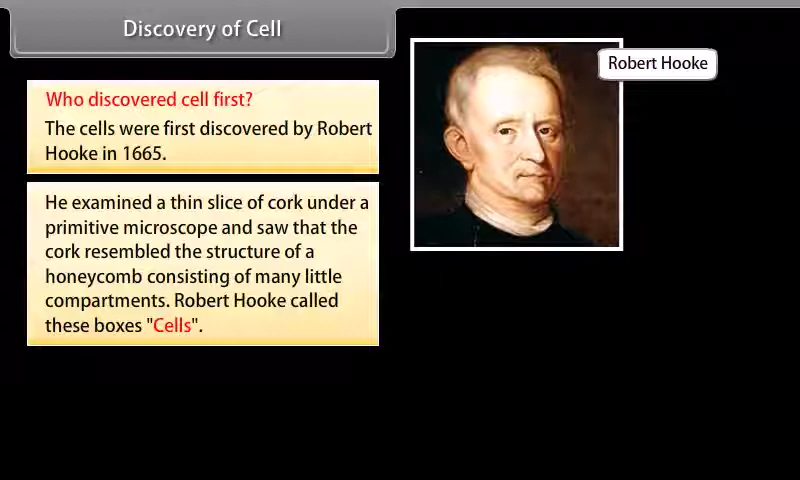 Discovery of Cell
Robert Hooke
Who discovered cell first?
The cells were first discovered by Robert
Hooke in 1665.
He examined a thin slice of cork under a
primitive microscope and saw that the
cork resembled the structure of a
honeycomb consisting of many little
compartments. Robert Hooke called
these boxes "Cells".